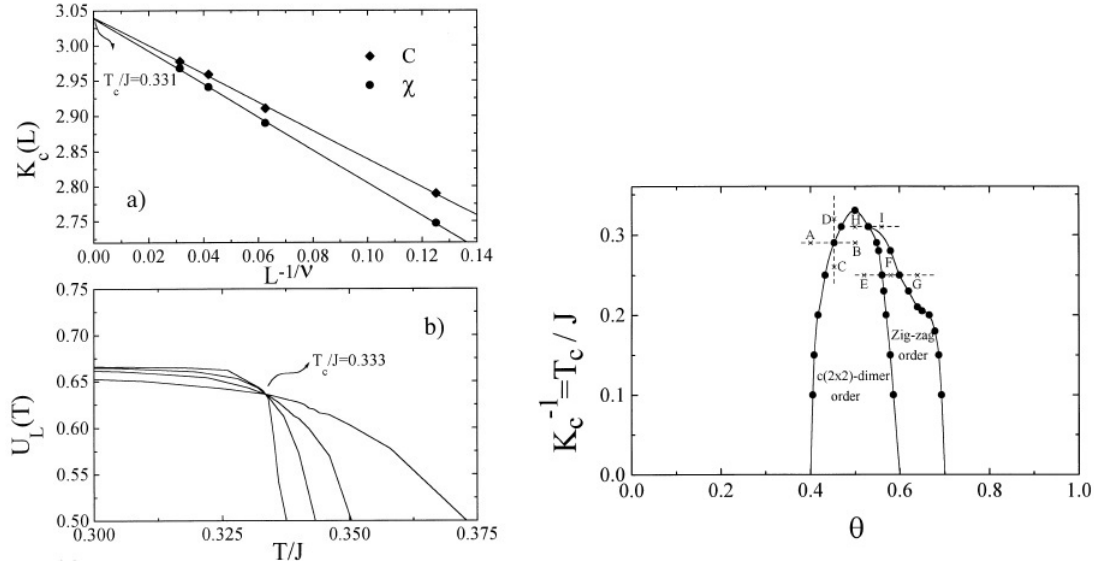 3.05
3.00
2.95
2.90
2.85
2.80
2.75
K_c(L)
T_c/J=0.331
C
χ
a)
0.00 0.02 0.04 0.06 0.08 0.10 0.12 0.14
L^{-1/ν}
0.75
0.70
0.65
0.60
0.55
0.50
U_L(T)
b)
T_c/J=0.333
0.300 0.325 0.350 0.375
T/J
K_c^{-1}=T_c / J
0.3
0.2
0.1
0.0
D H I
A B
C F
E G
Zig-zag
order
c(2x2)-dimer
order
0.0 0.2 0.4 0.6 0.8 1.0
θ